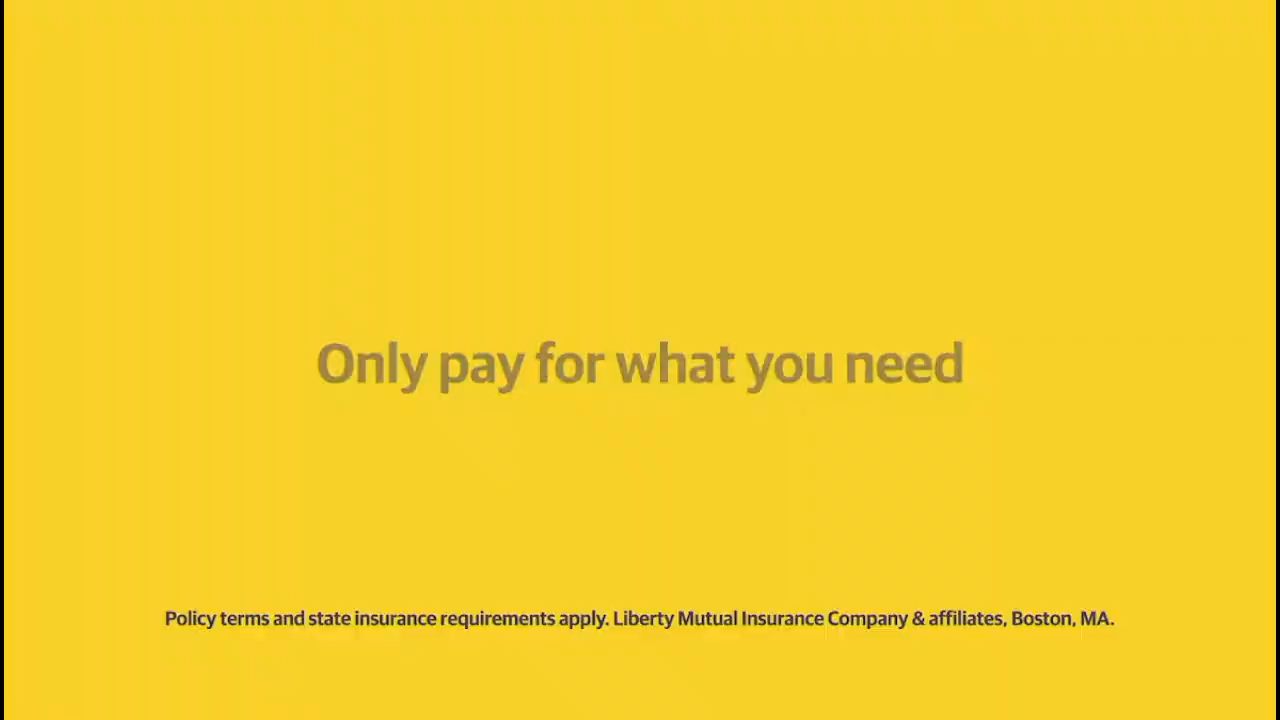 Only pay for what you need
Policy terms and state insurance requirements apply. Liberty Mutual Insurance Company & affiliates, Boston, MA.